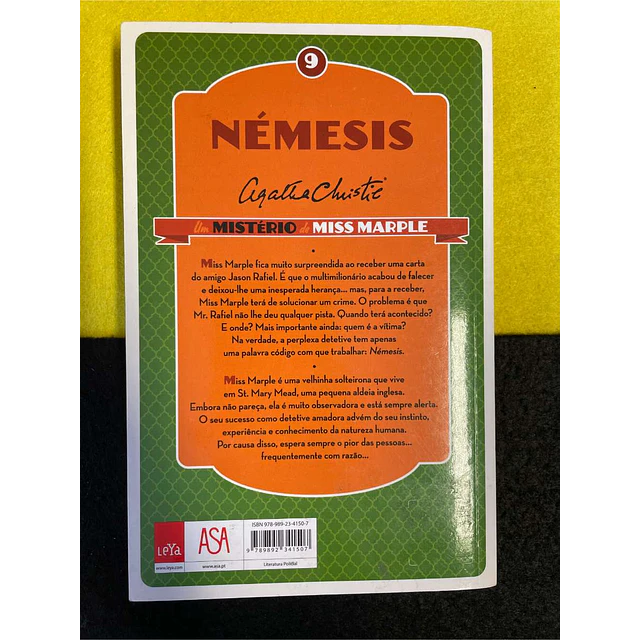 9
NÉMESIS
Agatha Christie®
Um MISTÉRIO de MISS MARPLE
•
Miss Marple fica muito surpreendida ao receber uma carta
do amigo Jason Rafiel. É que o multimilionário acabou de falecer
e deixou-lhe uma inesperada herança... mas, para a receber,
Miss Marple terá de solucionar um crime. O problema é que
Mr. Rafiel não lhe deu qualquer pista. Quando terá acontecido?
E onde? Mais importante ainda: quem é a vítima?
Na verdade, a perplexa detetive tem apenas
uma palavra código com que trabalhar: Némesis.
•
Miss Marple é uma velhinha solteirona que vive
em St. Mary Mead, uma pequena aldeia inglesa.
Embora não pareça, ela é muito observadora e está sempre alerta.
O seu sucesso como detetive amadora advém do seu instinto,
experiência e conhecimento da natureza humana.
Por causa disso, espera sempre o pior das pessoas...
frequentemente com razão...
LeYa
www.leya.com
ASA
www.asa.pt
ISBN 978-989-23-4150-7
9 789892 341507
Literatura Policial